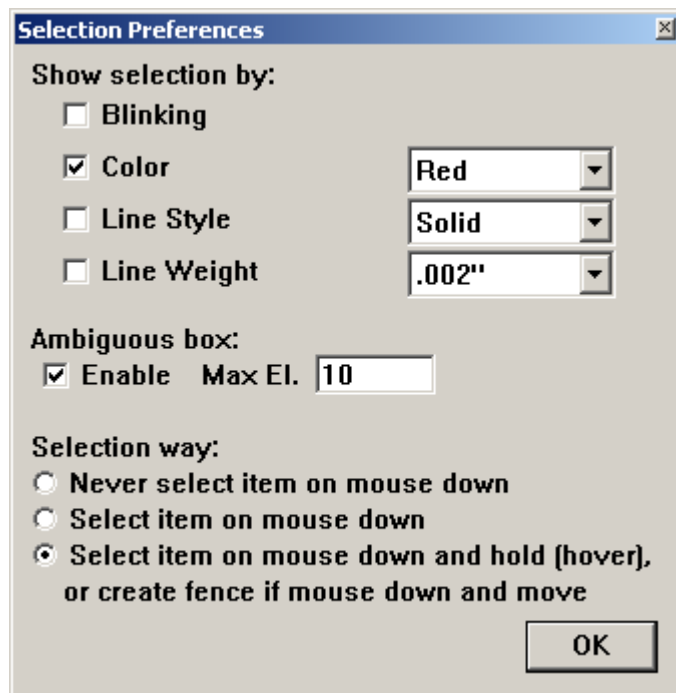 Selection Preferences
Show selection by:
Blinking
Color Red
Line Style Solid
Line Weight .002"
Ambiguous box:
Enable Max El. 10
Selection way:
Never select item on mouse down
Select item on mouse down
Select item on mouse down and hold (hover),
or create fence if mouse down and move
OK